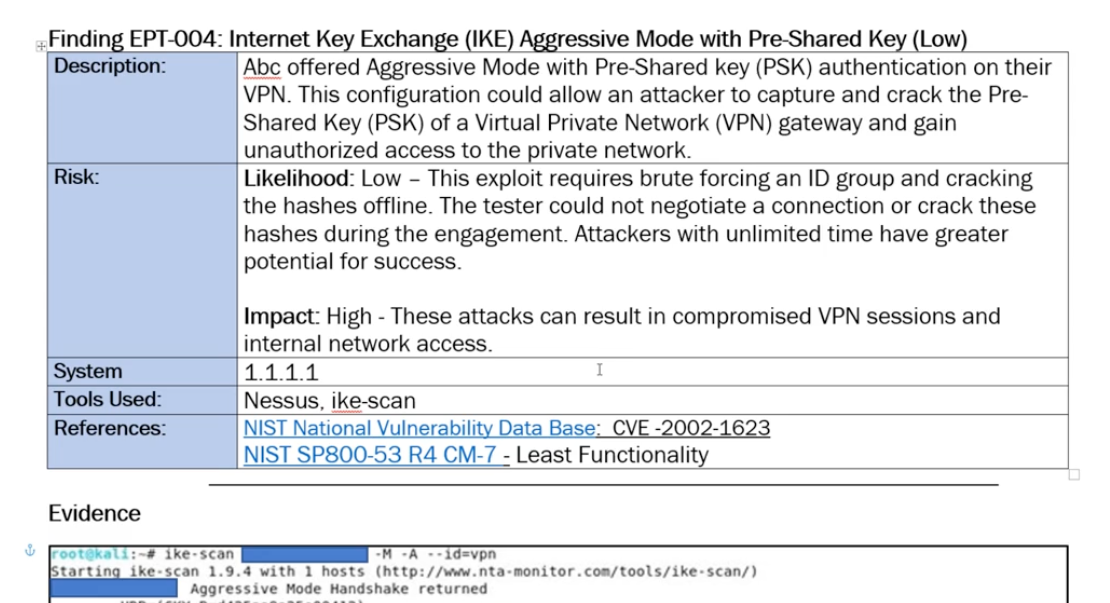 Finding EPT-004: Internet Key Exchange (IKE) Aggressive Mode with Pre-Shared Key (Low)
Description:
Abc offered Aggressive Mode with Pre-Shared key (PSK) authentication on their
VPN. This configuration could allow an attacker to capture and crack the Pre-
Shared Key (PSK) of a Virtual Private Network (VPN) gateway and gain
unauthorized access to the private network.
Risk:
Likelihood: Low – This exploit requires brute forcing an ID group and cracking
the hashes offline. The tester could not negotiate a connection or crack these
hashes during the engagement. Attackers with unlimited time have greater
potential for success.
Impact: High - These attacks can result in compromised VPN sessions and
internal network access.
System
1.1.1.1
Tools Used:
Nessus, ike-scan
References:
NIST National Vulnerability Data Base: CVE -2002-1623
NIST SP800-53 R4 CM-7 - Least Functionality
Evidence
root@kali:~# ike-scan -M -A --id=vpn
Starting ike-scan 1.9.4 with 1 hosts (http://www.nta-monitor.com/tools/ike-scan/)
Aggressive Mode Handshake returned